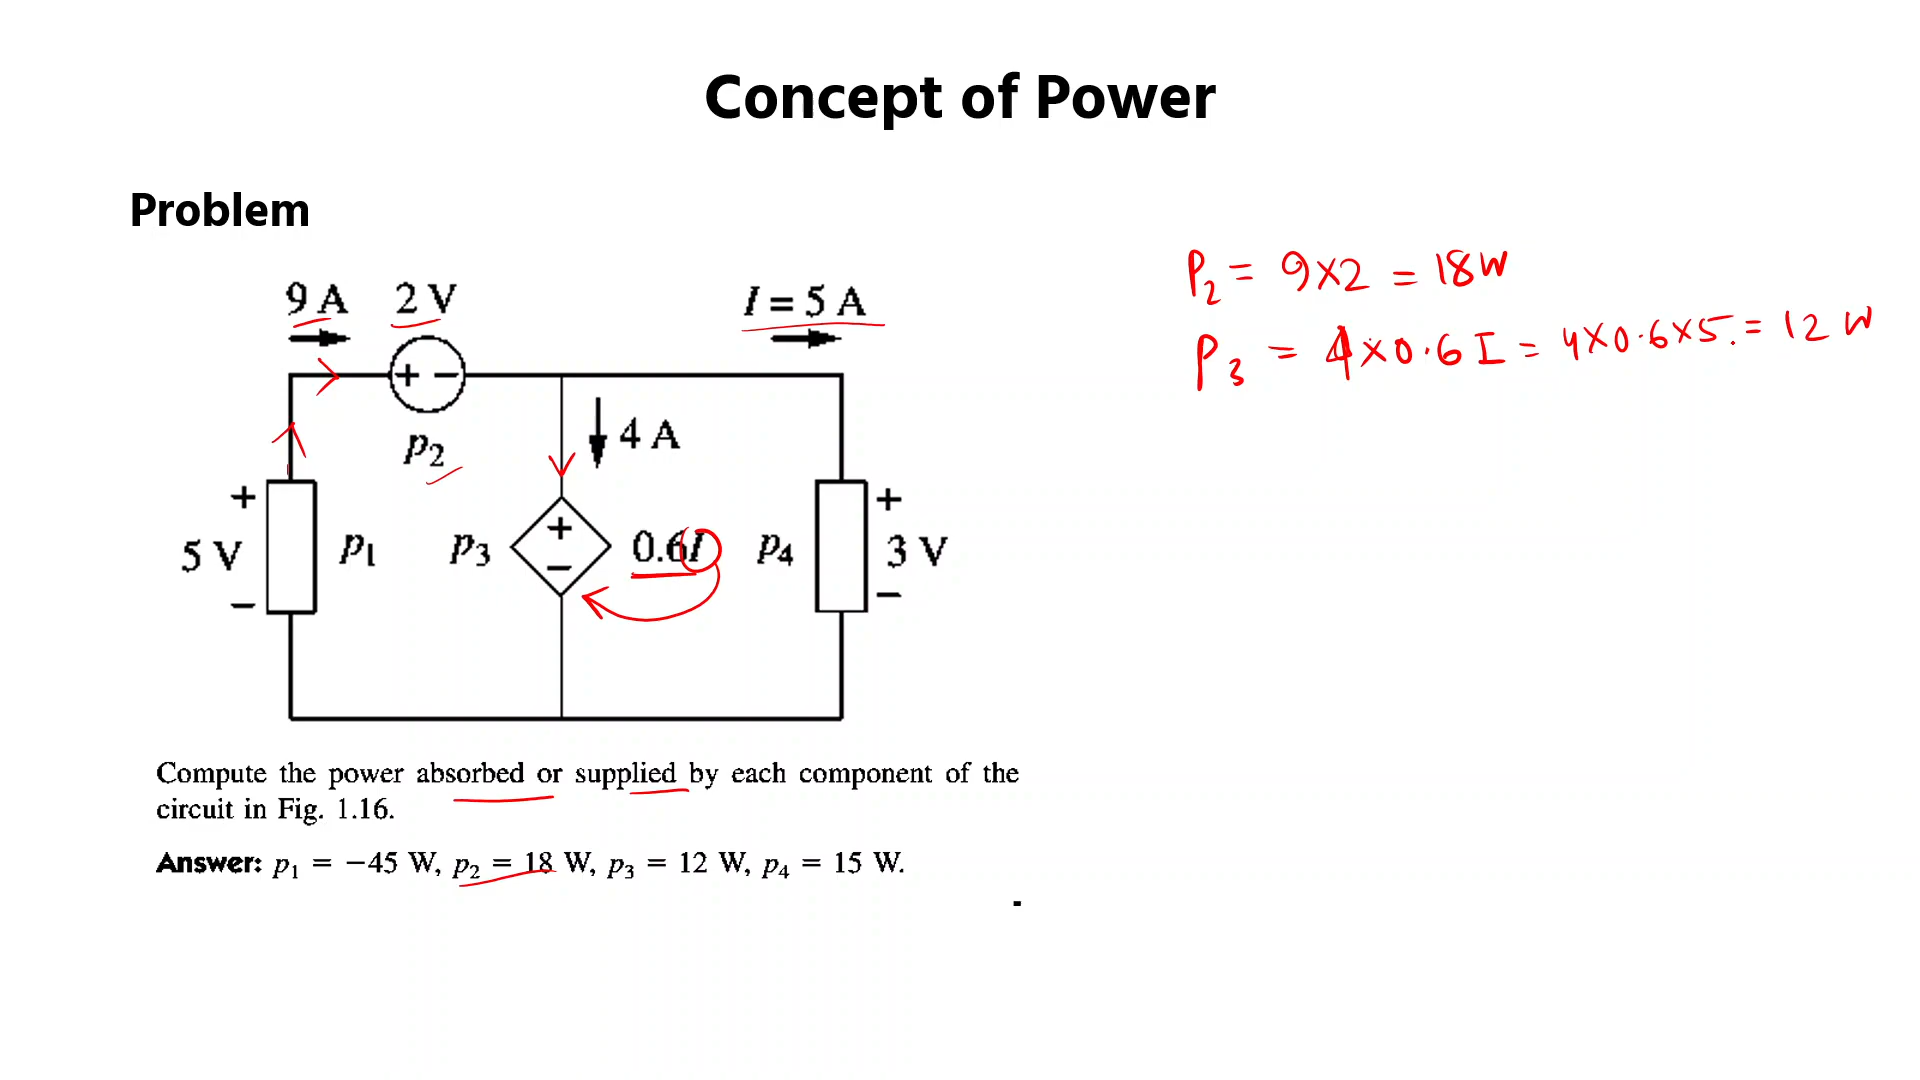 Concept of Power
Problem
9 A 2 V I = 5 A
+ −
4 A
p₂
+ 5 V − p₁ p₃ + − 0.6I p₄ + 3 V −
Compute the power absorbed or supplied by each component of the
circuit in Fig. 1.16.
Answer: p₁ = −45 W, p₂ = 18 W, p₃ = 12 W, p₄ = 15 W.
P₂ = 9×2 = 18W
P₃ = 4×0.6 I = 4×0.6×5. = 12 W